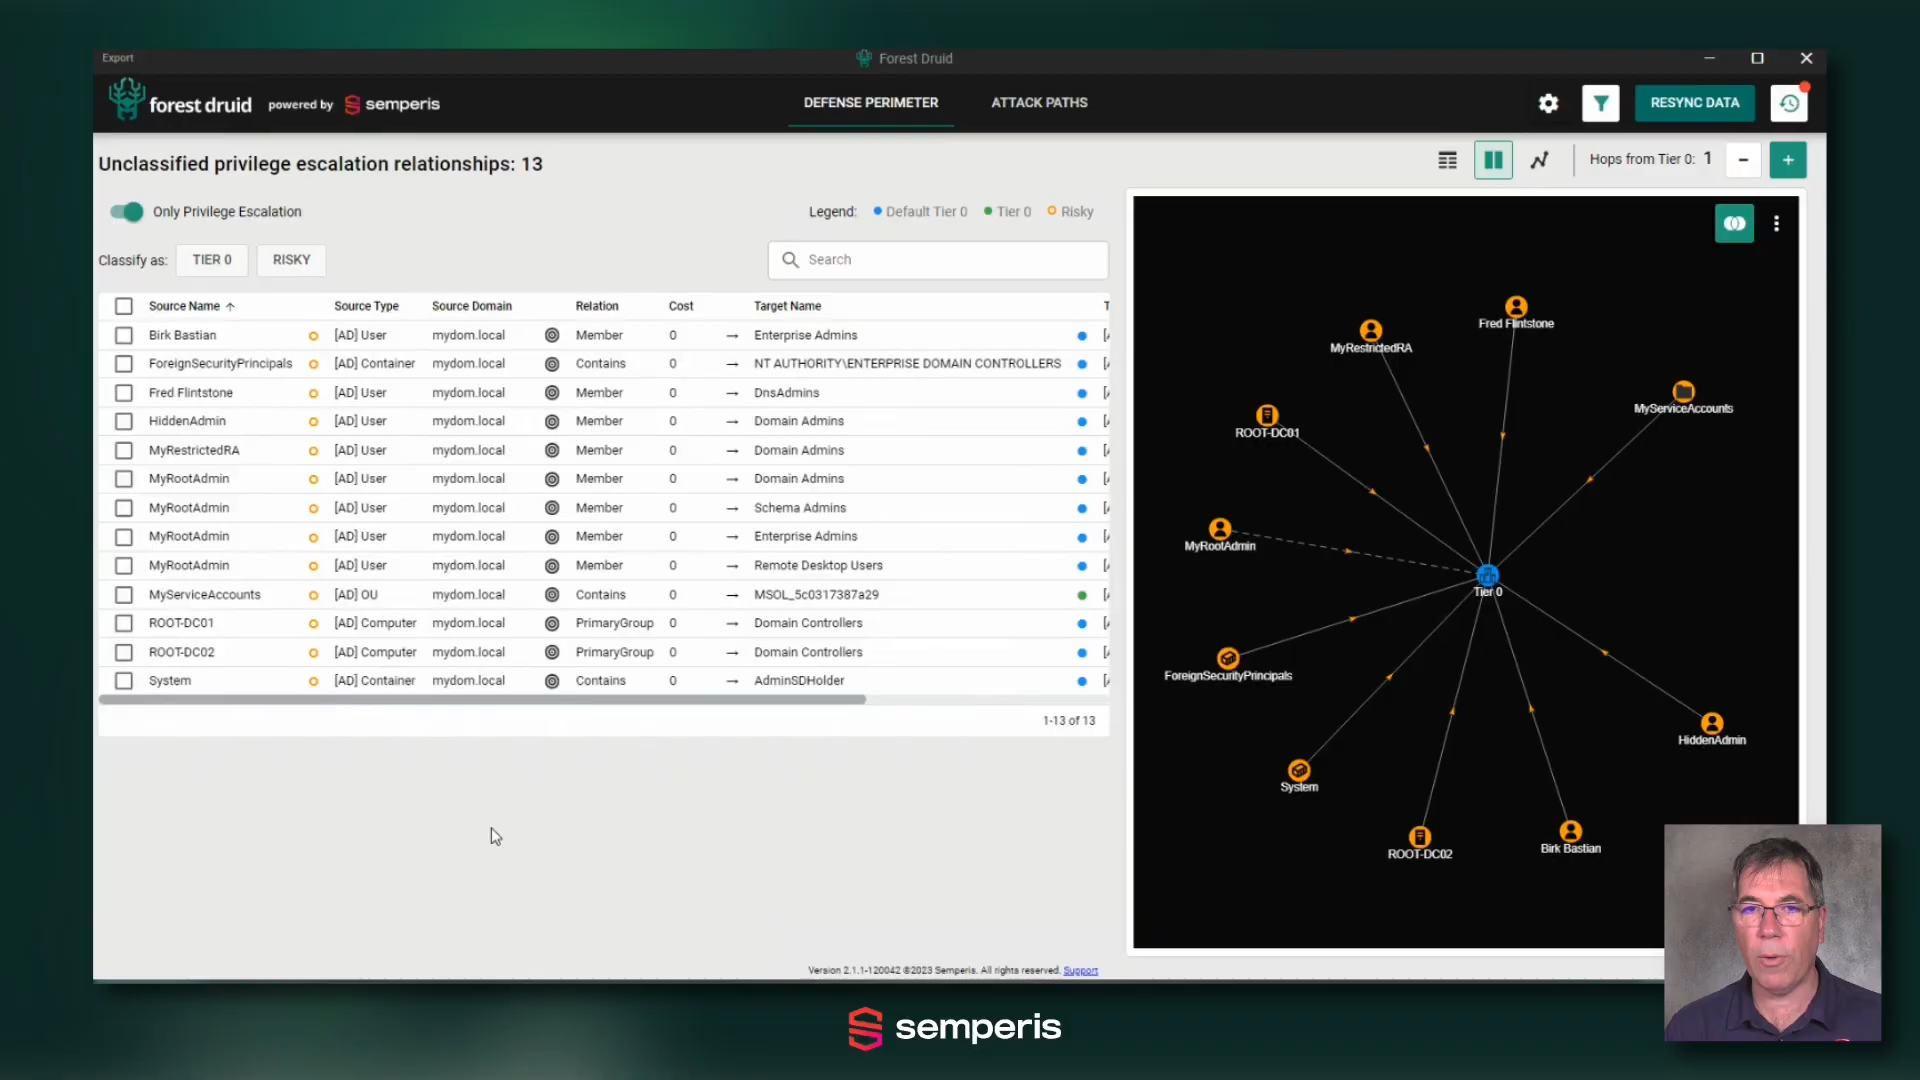 Export
Forest Druid
forest druid powered by semperis
DEFENSE PERIMETER
ATTACK PATHS
RESYNC DATA
Unclassified privilege escalation relationships: 13
Hops from Tier 0: 1
Only Privilege Escalation
Legend: Default Tier 0 Tier 0 Risky
Classify as: TIER 0 RISKY
Search
Source Name Source Type Source Domain Relation Cost Target Name T
Birk Bastian [AD] User mydom.local Member 0 → Enterprise Admins
ForeignSecurityPrincipals [AD] Container mydom.local Contains 0 → NT AUTHORITY\ENTERPRISE DOMAIN CONTROLLERS
Fred Flintstone [AD] User mydom.local Member 0 → DnsAdmins
HiddenAdmin [AD] User mydom.local Member 0 → Domain Admins
MyRestrictedRA [AD] User mydom.local Member 0 → Domain Admins
MyRootAdmin [AD] User mydom.local Member 0 → Domain Admins
MyRootAdmin [AD] User mydom.local Member 0 → Schema Admins
MyRootAdmin [AD] User mydom.local Member 0 → Enterprise Admins
MyRootAdmin [AD] User mydom.local Member 0 → Remote Desktop Users
MyServiceAccounts [AD] OU mydom.local Contains 0 → MSOL_5c0317387a29
ROOT-DC01 [AD] Computer mydom.local PrimaryGroup 0 → Domain Controllers
ROOT-DC02 [AD] Computer mydom.local PrimaryGroup 0 → Domain Controllers
System [AD] Container mydom.local Contains 0 → AdminSDHolder
1-13 of 13
Fred Flintstone
MyRestrictedRA
MyServiceAccounts
ROOT-DC01
MyRootAdmin
Tier 0
ForeignSecurityPrincipals
HiddenAdmin
System
Birk Bastian
ROOT-DC02
Version 2.1.1-120042 ©2023 Semperis. All rights reserved. Support
semperis